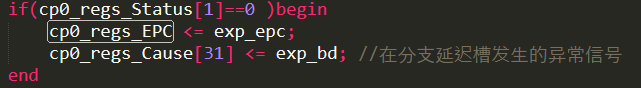 if(cp0_regs_Status[1]==0 )begin
cp0_regs_EPC <= exp_epc;
cp0_regs_Cause[31] <= exp_bd; //在分支延迟槽发生的异常信号
end